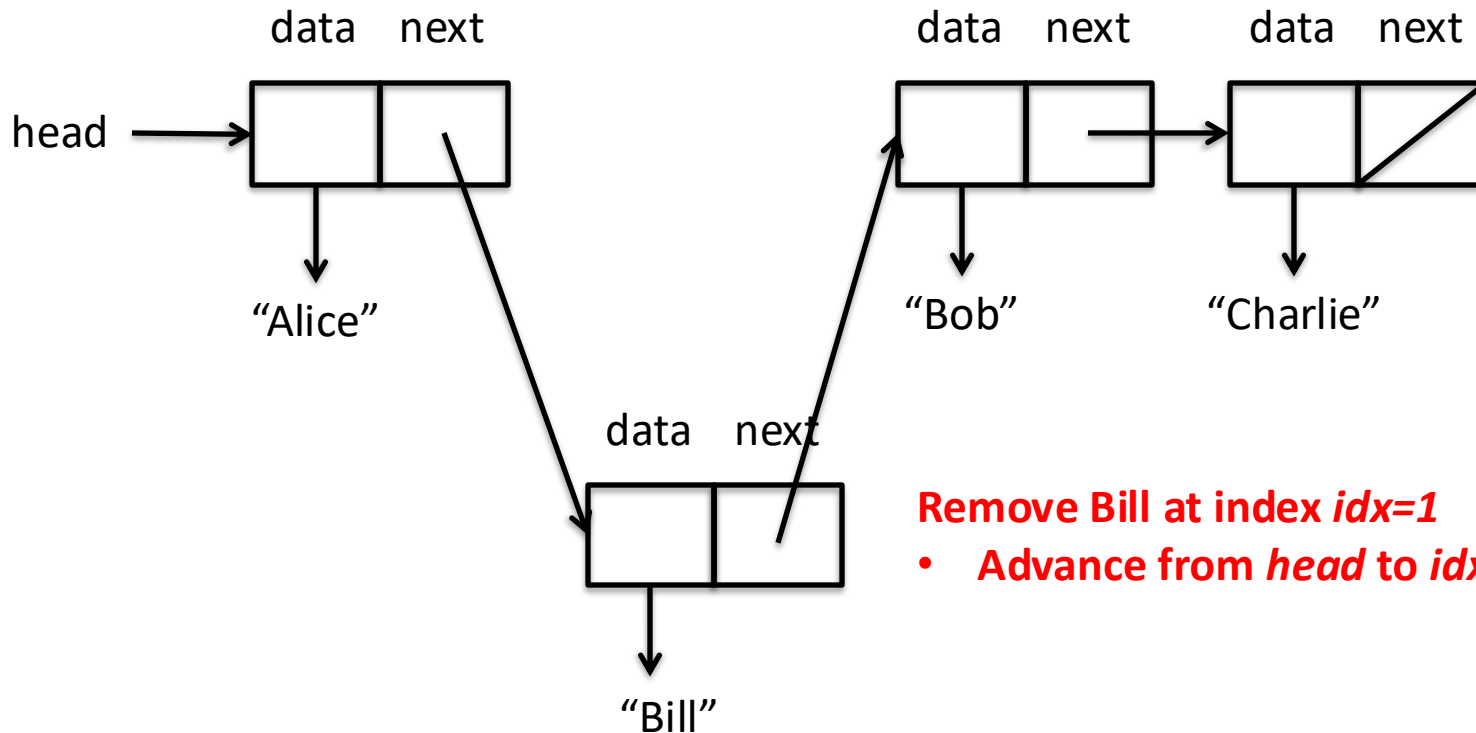 data next data next data next
head
“Alice” “Bob” “Charlie”
data next
Remove Bill at index idx=1
• Advance from head to
“Bill”